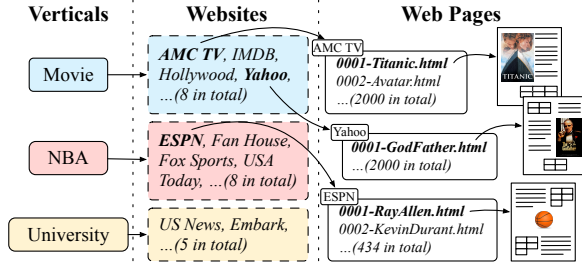 Verticals
Websites
Web Pages
Movie
AMC TV, IMDB,
Hollywood, Yahoo,
…(8 in total)
AMC TV
0001-Titanic.html
0002-Avatar.html
…(2000 in total)
TITANIC
Yahoo
0001-GodFather.html
…(2000 in total)
NBA
ESPN, Fan House,
Fox Sports, USA
Today, …(8 in total)
ESPN
0001-RayAllen.html
0002-KevinDurant.html
…(434 in total)
University
US News, Embark,
…(5 in total)